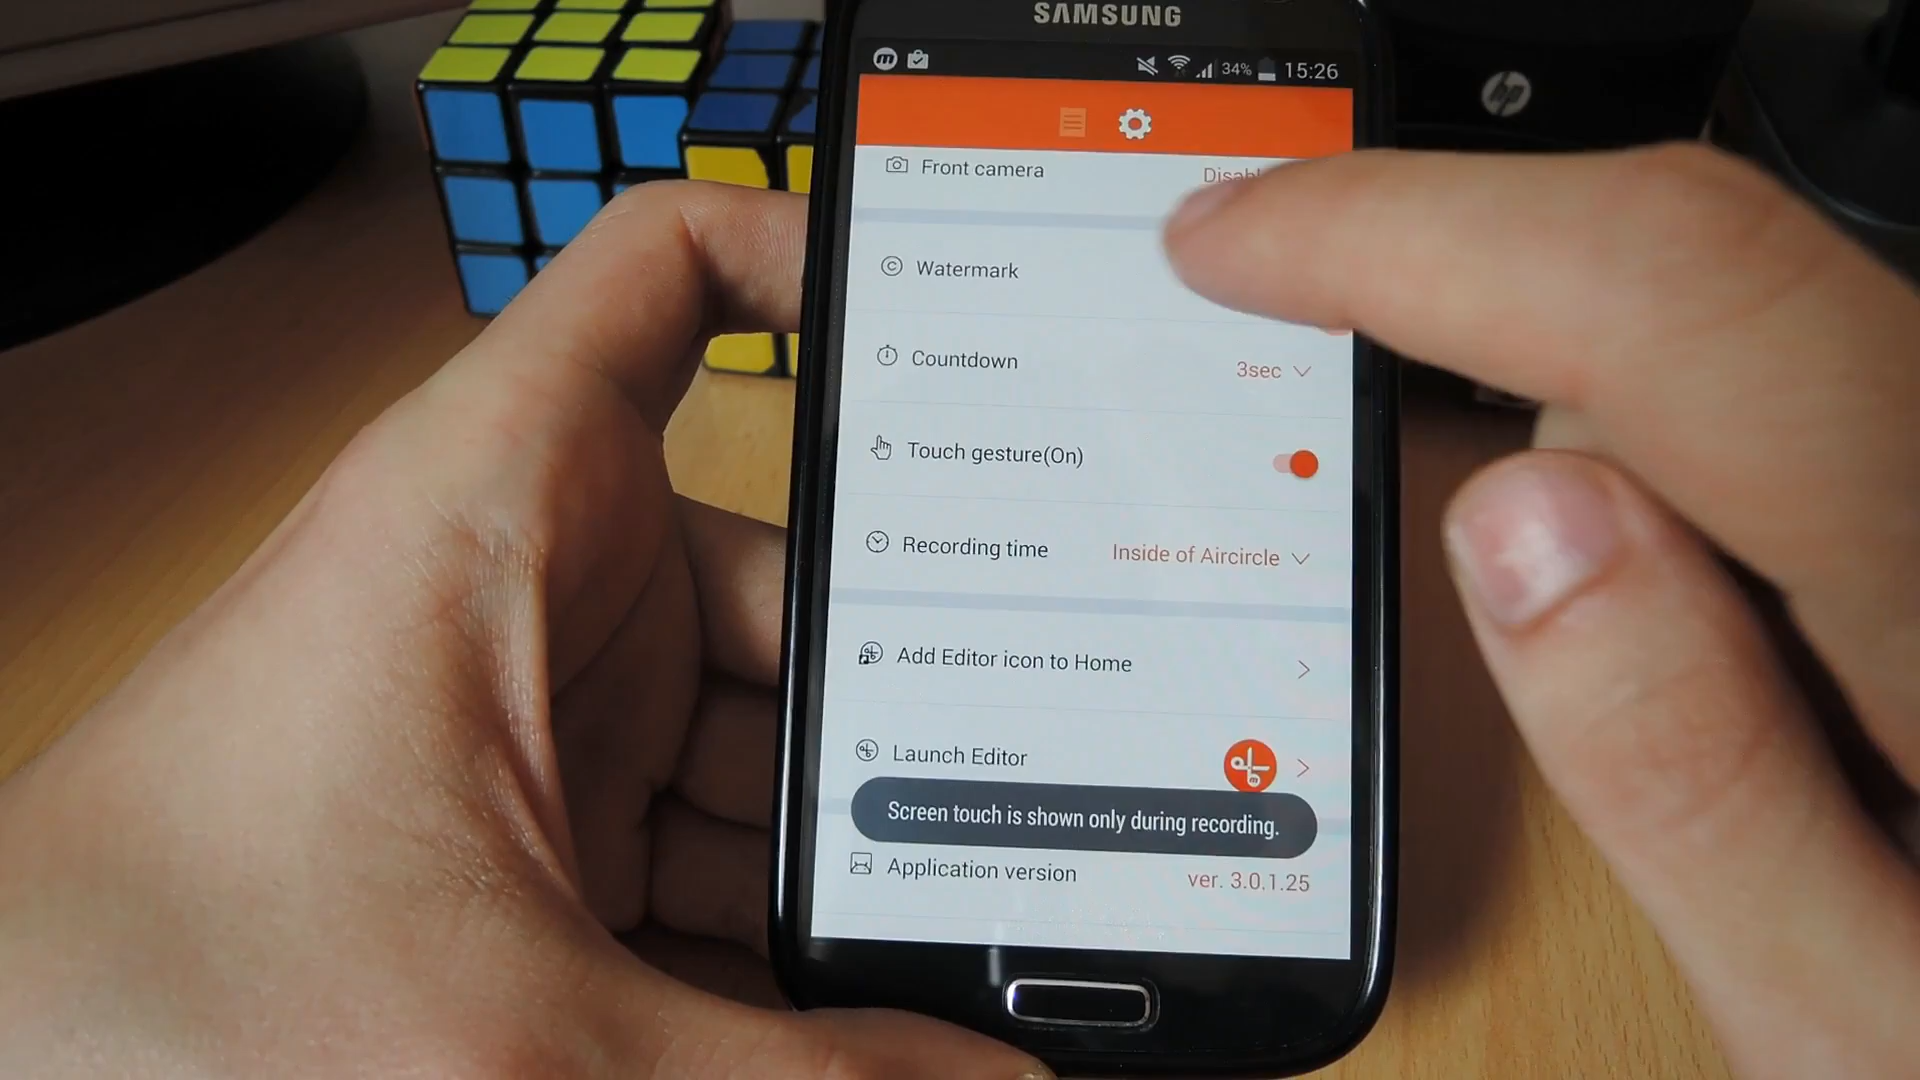 SAMSUNG
34% 15:26
hp
Front camera
Watermark
Countdown 3sec
Touch gesture(On)
Recording time Inside of Aircircle
Add Editor icon to Home
Launch Editor
Screen touch is shown only during recording.
Application version ver. 3.0.1.25